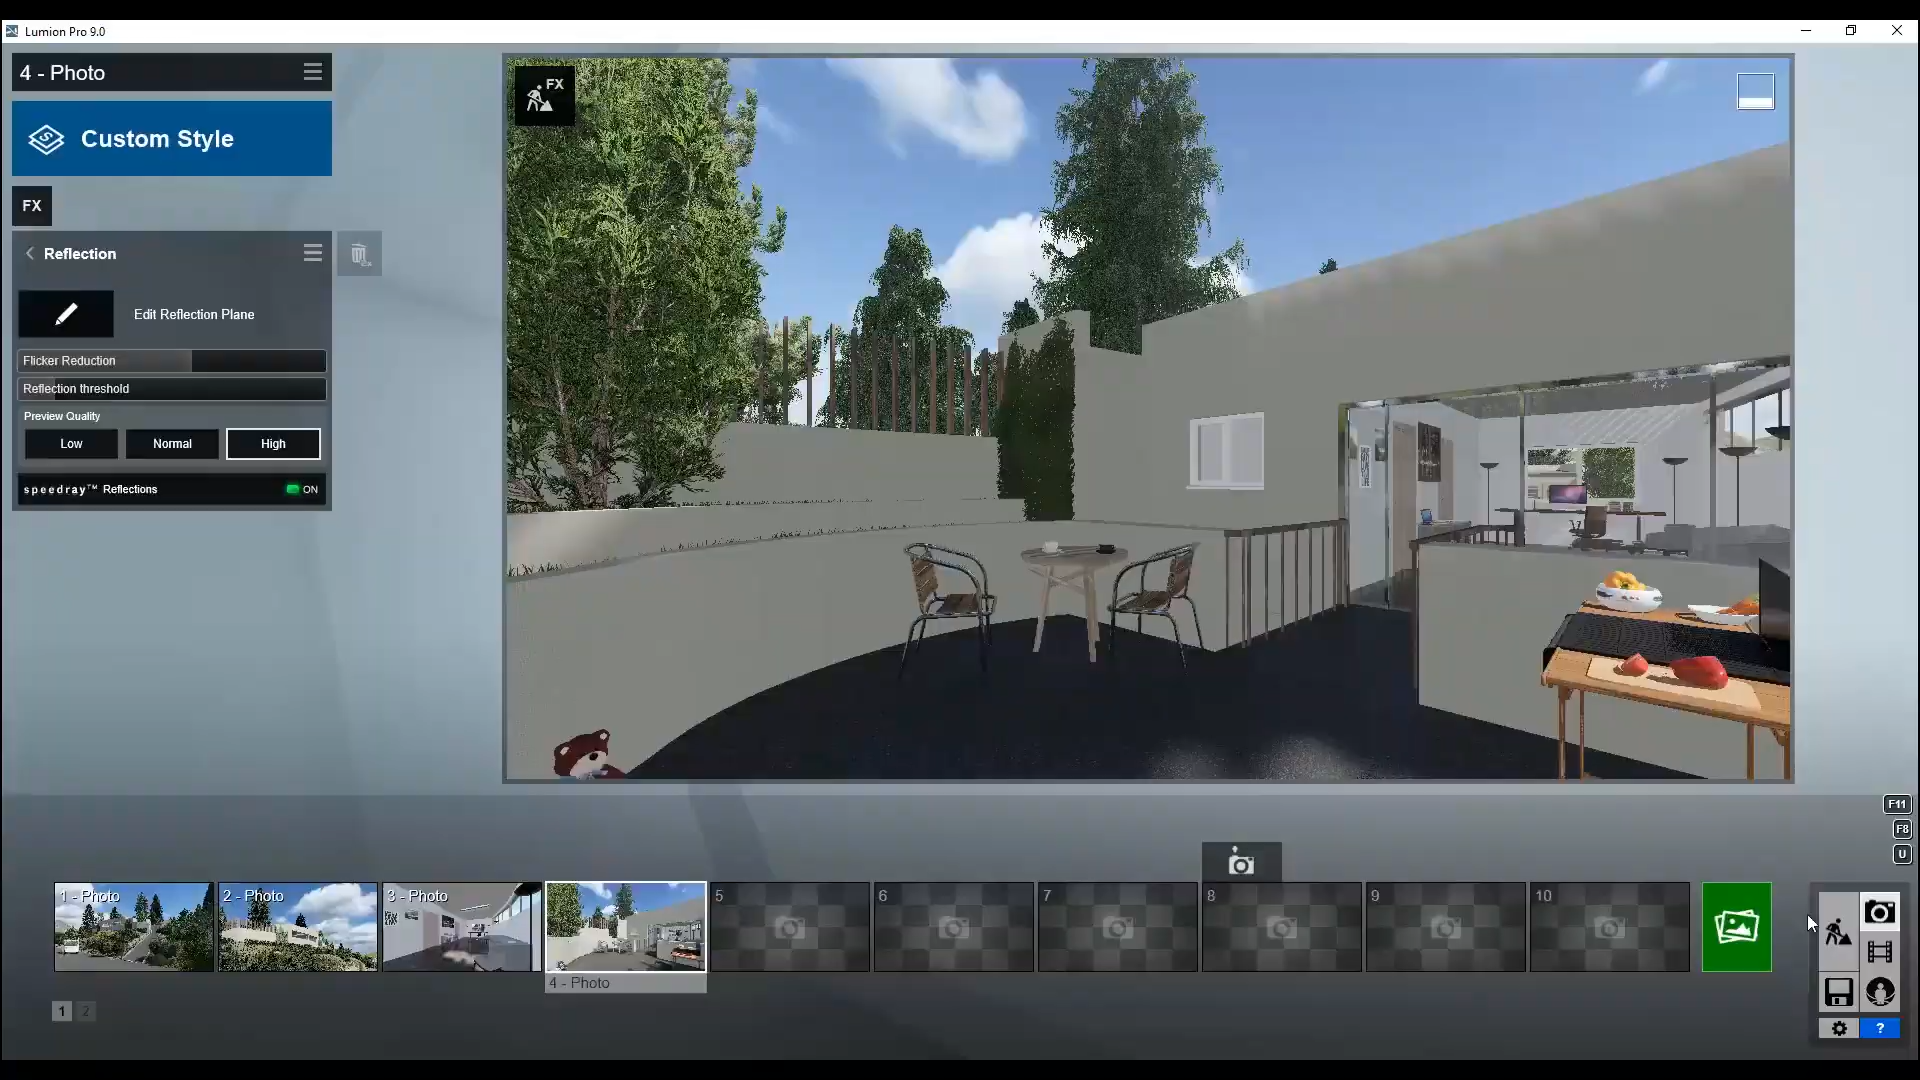 Lumion Pro 9.0
4 - Photo
Custom Style
FX
FX
Reflection
Edit Reflection Plane
Flicker Reduction
Reflection threshold
Preview Quality
Low Normal High
speedray™ Reflections ON
F11
F8
U
1 - Photo 2 - Photo 3 - Photo 5 6 7 8 9 10
4 - Photo
1 2
?